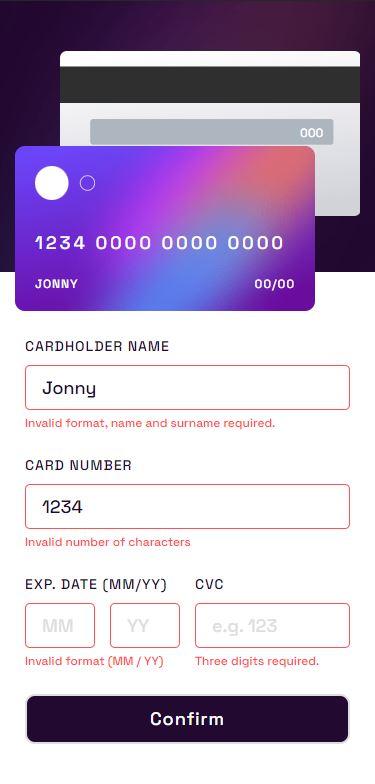 000
1234 0000 0000 0000
JONNY 00/00
CARDHOLDER NAME
Jonny
Invalid format, name and surname required.
CARD NUMBER
1234
Invalid number of characters
EXP. DATE (MM/YY) CVC
MM YY e.g. 123
Invalid format (MM / YY) Three digits required.
Confirm